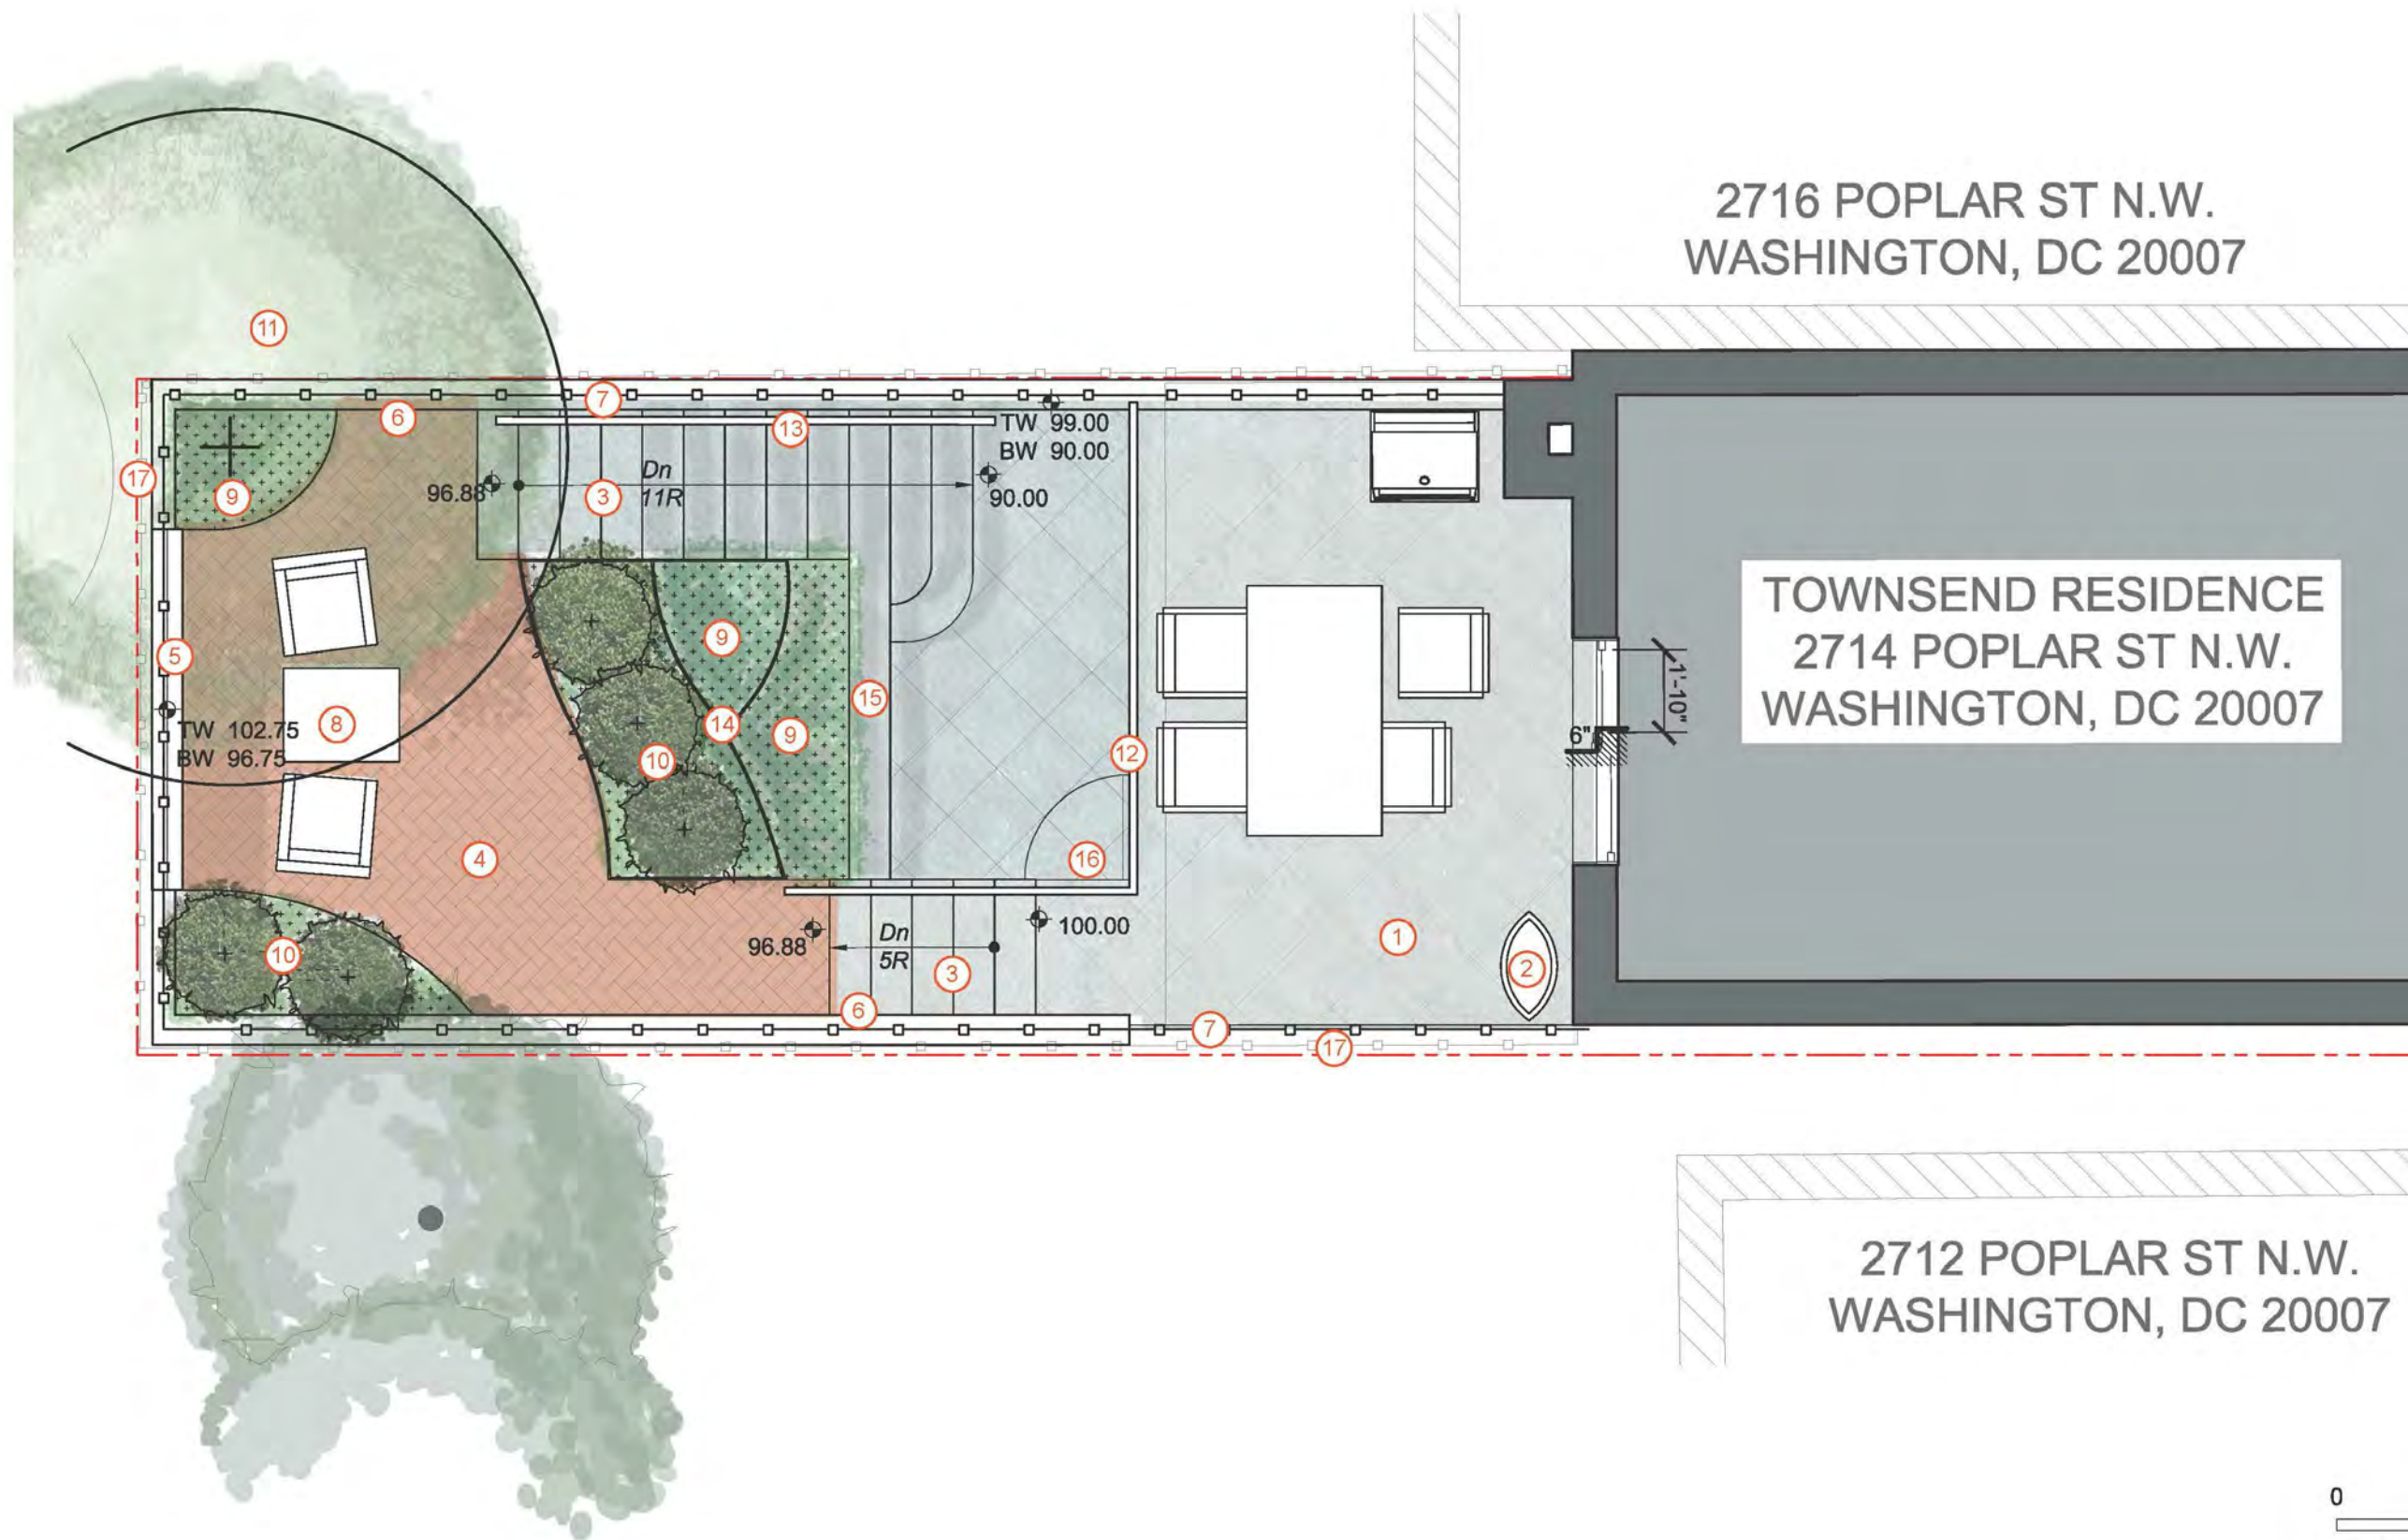 2716 POPLAR ST N.W.
WASHINGTON, DC 20007
11
6
7
13
TW 99.00
BW 90.00
17
9
96.88
3
Dn
11R
90.00
TOWNSEND RESIDENCE
2714 POPLAR ST N.W.
WASHINGTON, DC 20007
1'-10"
6"
5
9
15
14
9
8
TW 102.75
BW 96.75
10
12
4
16
10
96.88
Dn
5R
3
100.00
1
2
6
7
17
2712 POPLAR ST N.W.
WASHINGTON, DC 20007
0